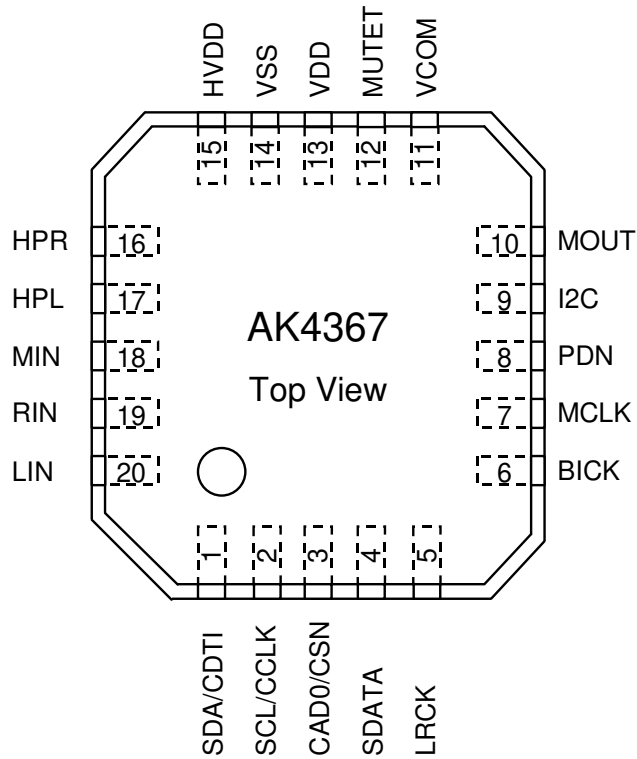 HVDD
VSS
VDD
MUTET
VCOM
15
14
13
12
11
HPR
16
10
MOUT
HPL
17
9
I2C
MIN
18
8
PDN
RIN
19
7
MCLK
LIN
20
6
BICK
AK4367
Top View
1
2
3
4
5
SDA/CDTI
SCL/CCLK
CAD0/CSN
SDATA
LRCK